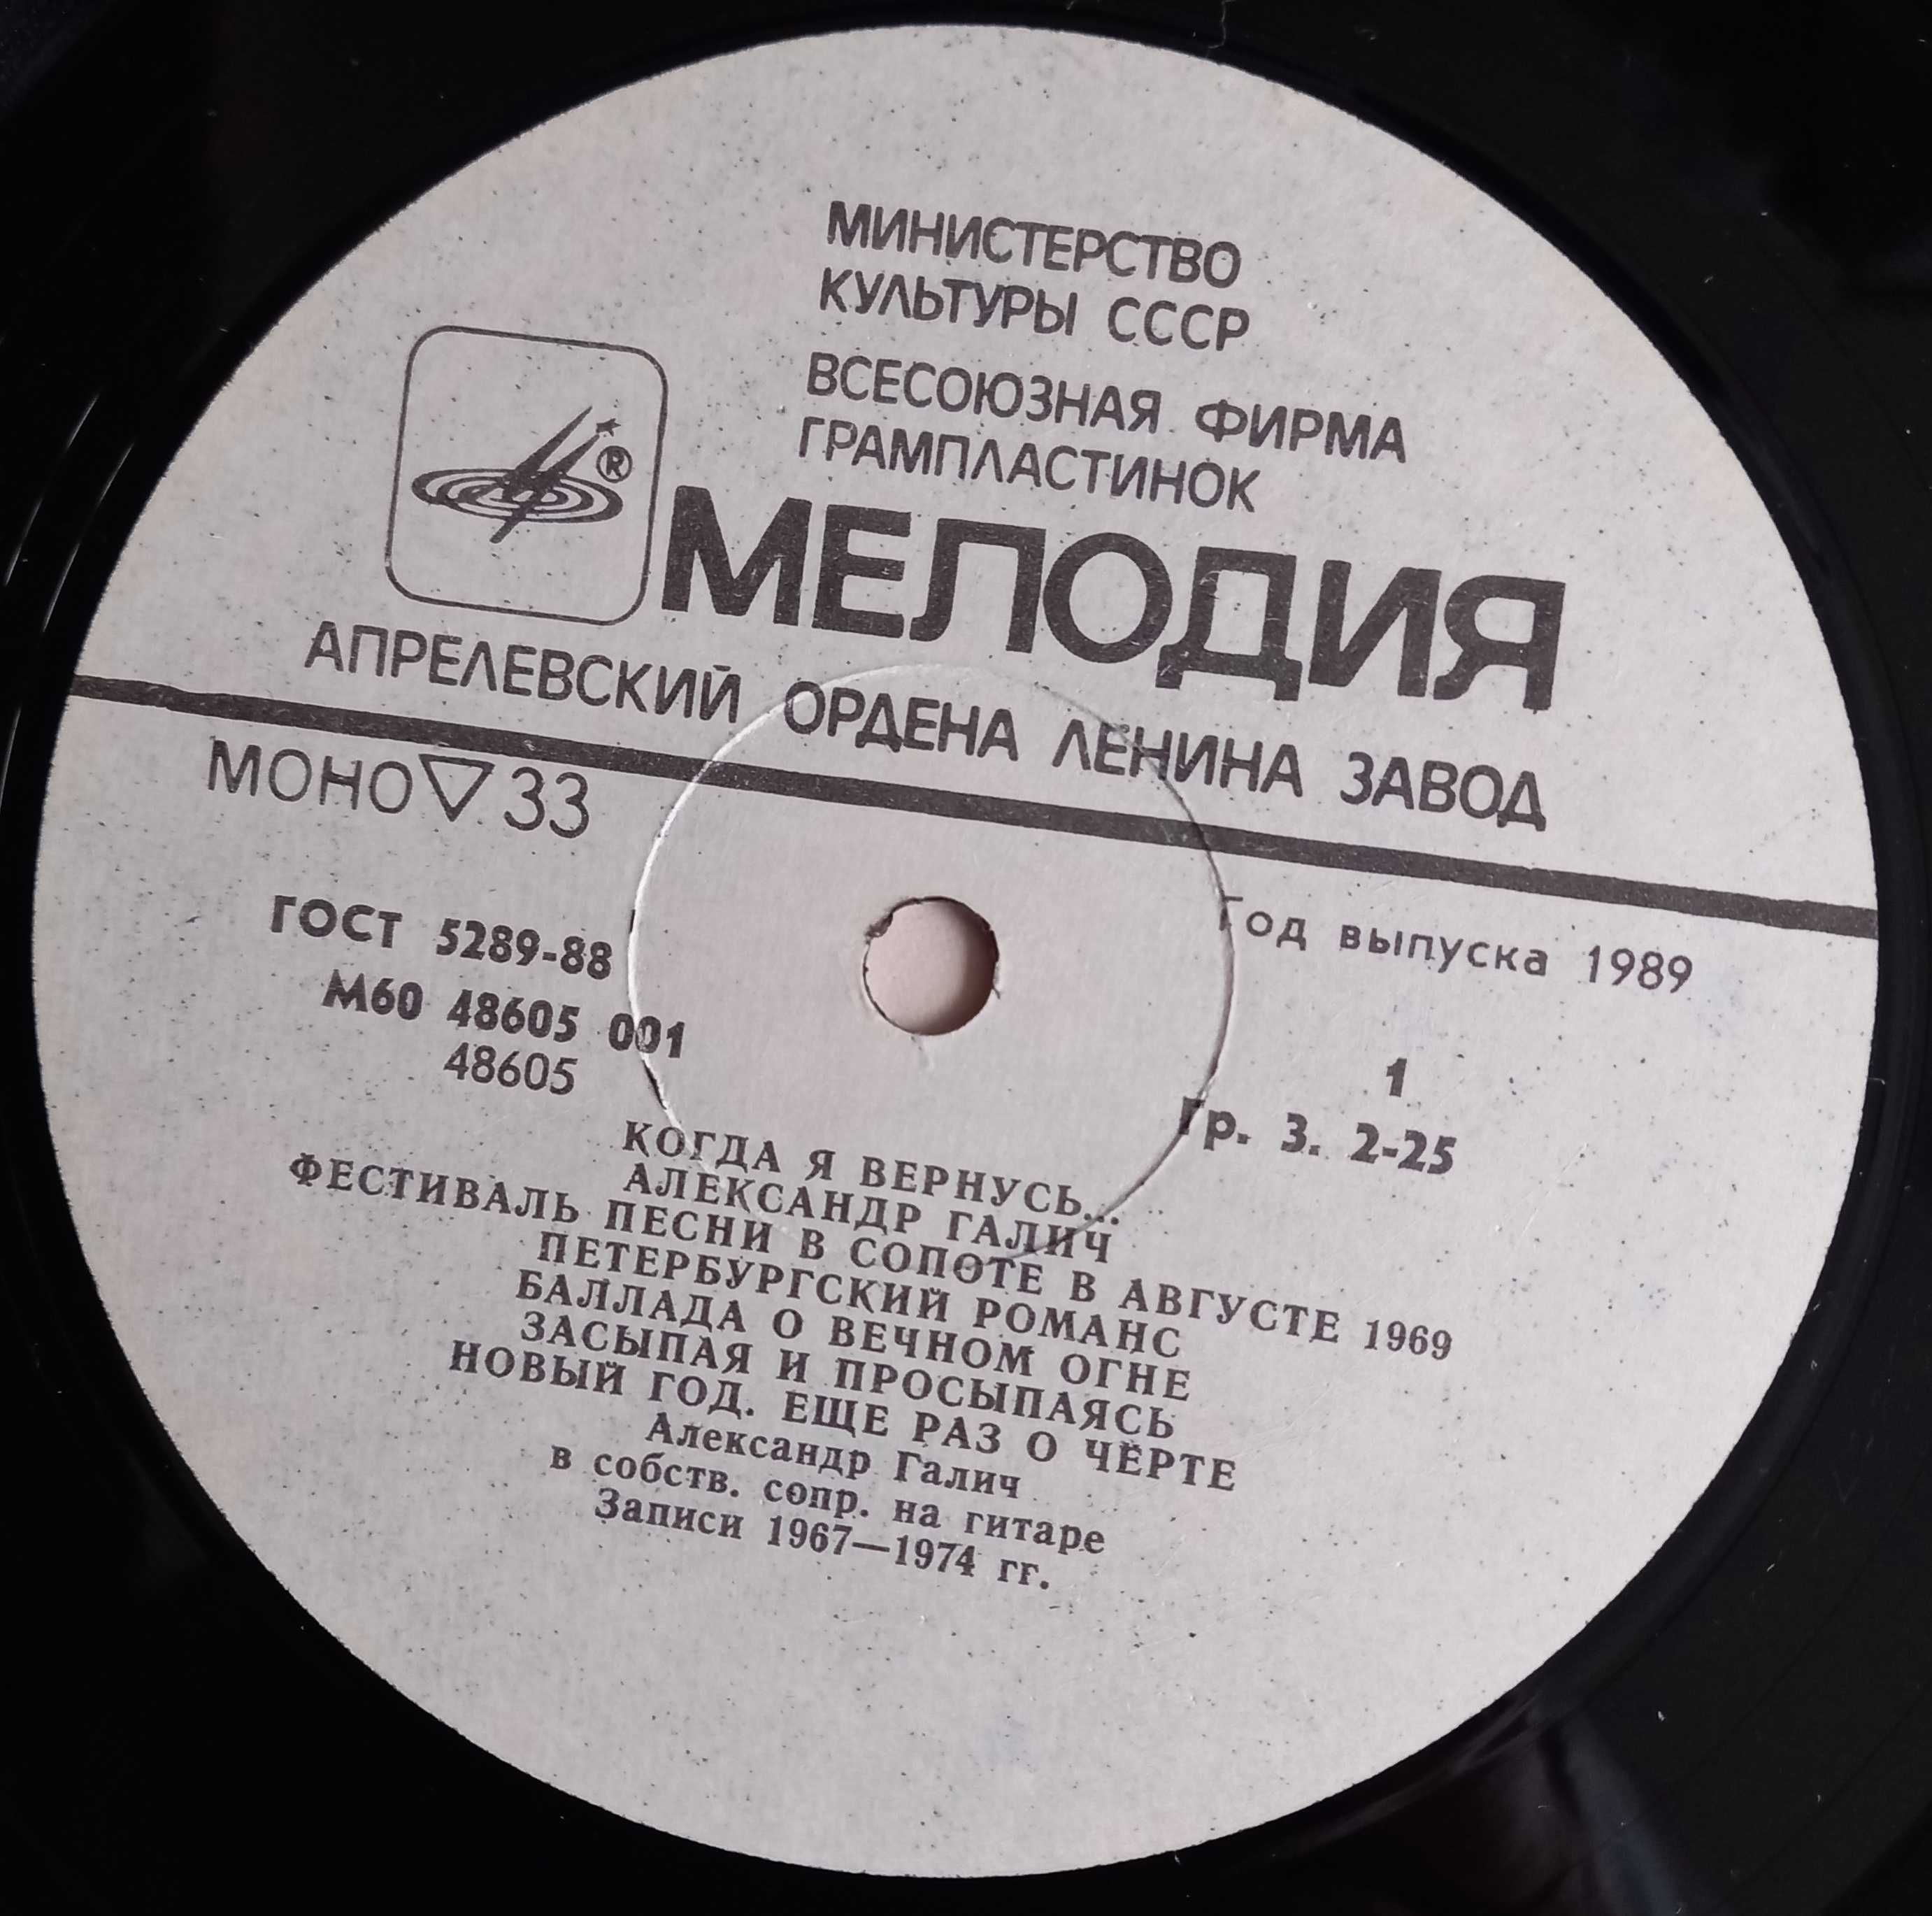 МИНИСТЕРСТВО
КУЛЬТУРЫ СССР
ВСЕСОЮЗНАЯ ФИРМА
ГРАМПЛАСТИНОК
®
МЕЛОДИЯ
АПРЕЛЕВСКИЙ ОРДЕНА ЛЕНИНА ЗАВОД
МОНО ▽ 33
Год выпуска 1989
ГОСТ 5289-88
М60 48605 001
48605
1
Гр. 3. 2-25
КОГДА Я ВЕРНУСЬ...
АЛЕКСАНДР ГАЛИЧ
ФЕСТИВАЛЬ ПЕСНИ В СОПОТЕ В АВГУСТЕ 1969
ПЕТЕРБУРГСКИЙ РОМАНС
БАЛЛАДА О ВЕЧНОМ ОГНЕ
ЗАСЫПАЯ И ПРОСЫПАЯСЬ
НОВЫЙ ГОД. ЕЩЕ РАЗ О ЧЁРТЕ
Александр Галич
в собств. сопр. на гитаре
Записи 1967—1974 гг.